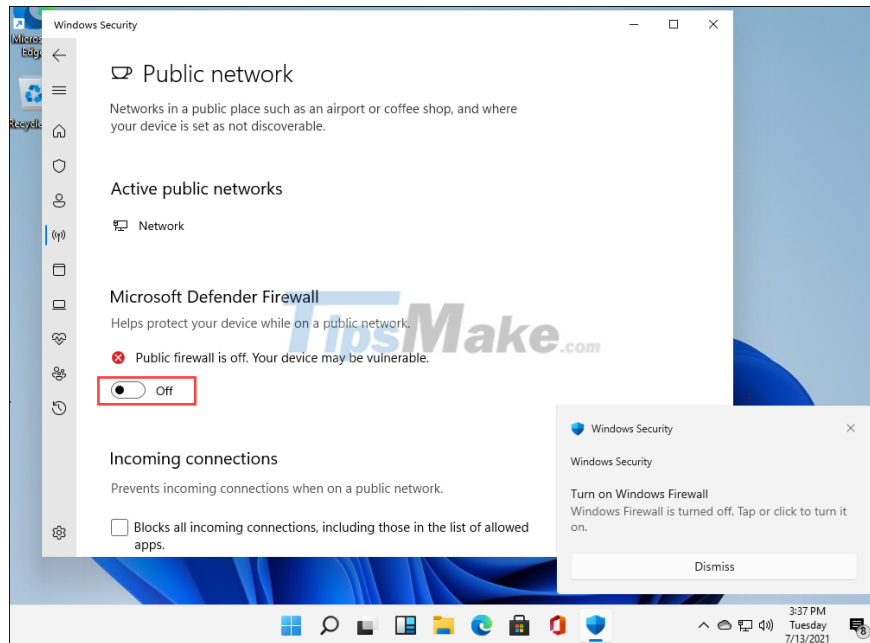 Windows Security
Micros
Edge
Recycle
Public network
Networks in a public place such as an airport or coffee shop, and where
your device is set as not discoverable.
Active public networks
Network
Microsoft Defender Firewall
Helps protect your device while on a public network.
TipsMake.com
Public firewall is off. Your device may be vulnerable.
Off
Incoming connections
Prevents incoming connections when on a public network.
Blocks all incoming connections, including those in the list of allowed
apps.
Windows Security
Windows Security
Turn on Windows Firewall
Windows Firewall is turned off. Tap or click to turn it
on.
Dismiss
3:37 PM
Tuesday
7/13/2021
8